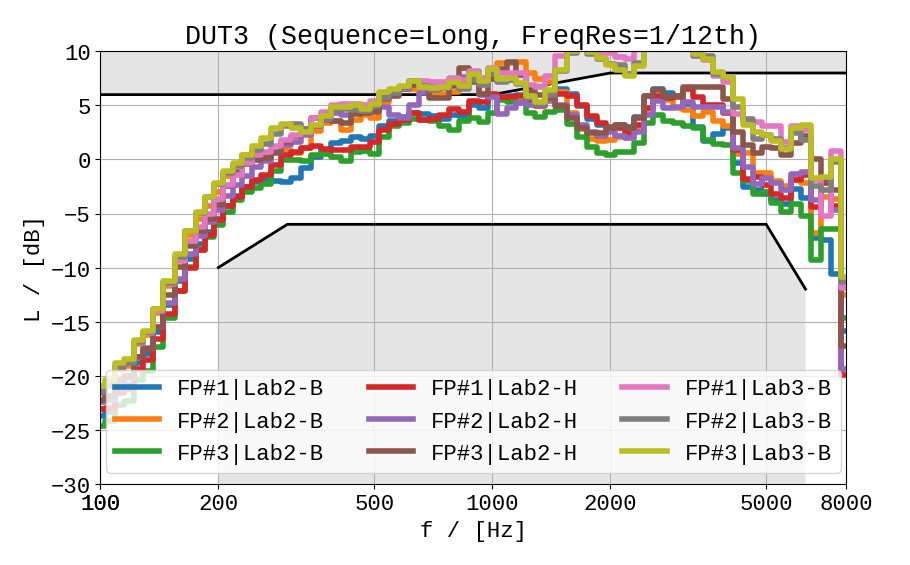 DUT3 (Sequence=Long, FreqRes=1/12th)
L / [dB]
10
5
0
−5
−10
−15
−20
−25
−30
FP#1|Lab2-B FP#1|Lab2-H FP#1|Lab3-B
FP#2|Lab2-B FP#2|Lab2-H FP#2|Lab3-B
FP#3|Lab2-B FP#3|Lab2-H FP#3|Lab3-B
100 200 500 1000 2000 5000 8000
f / [Hz]